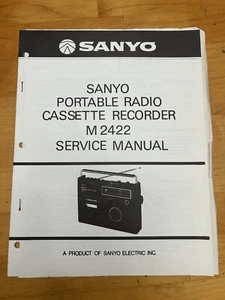 SANYO
SANYO
PORTABLE RADIO
CASSETTE RECORDER
M 2422
SERVICE MANUAL
A PRODUCT OF SANYO ELECTRIC INC.